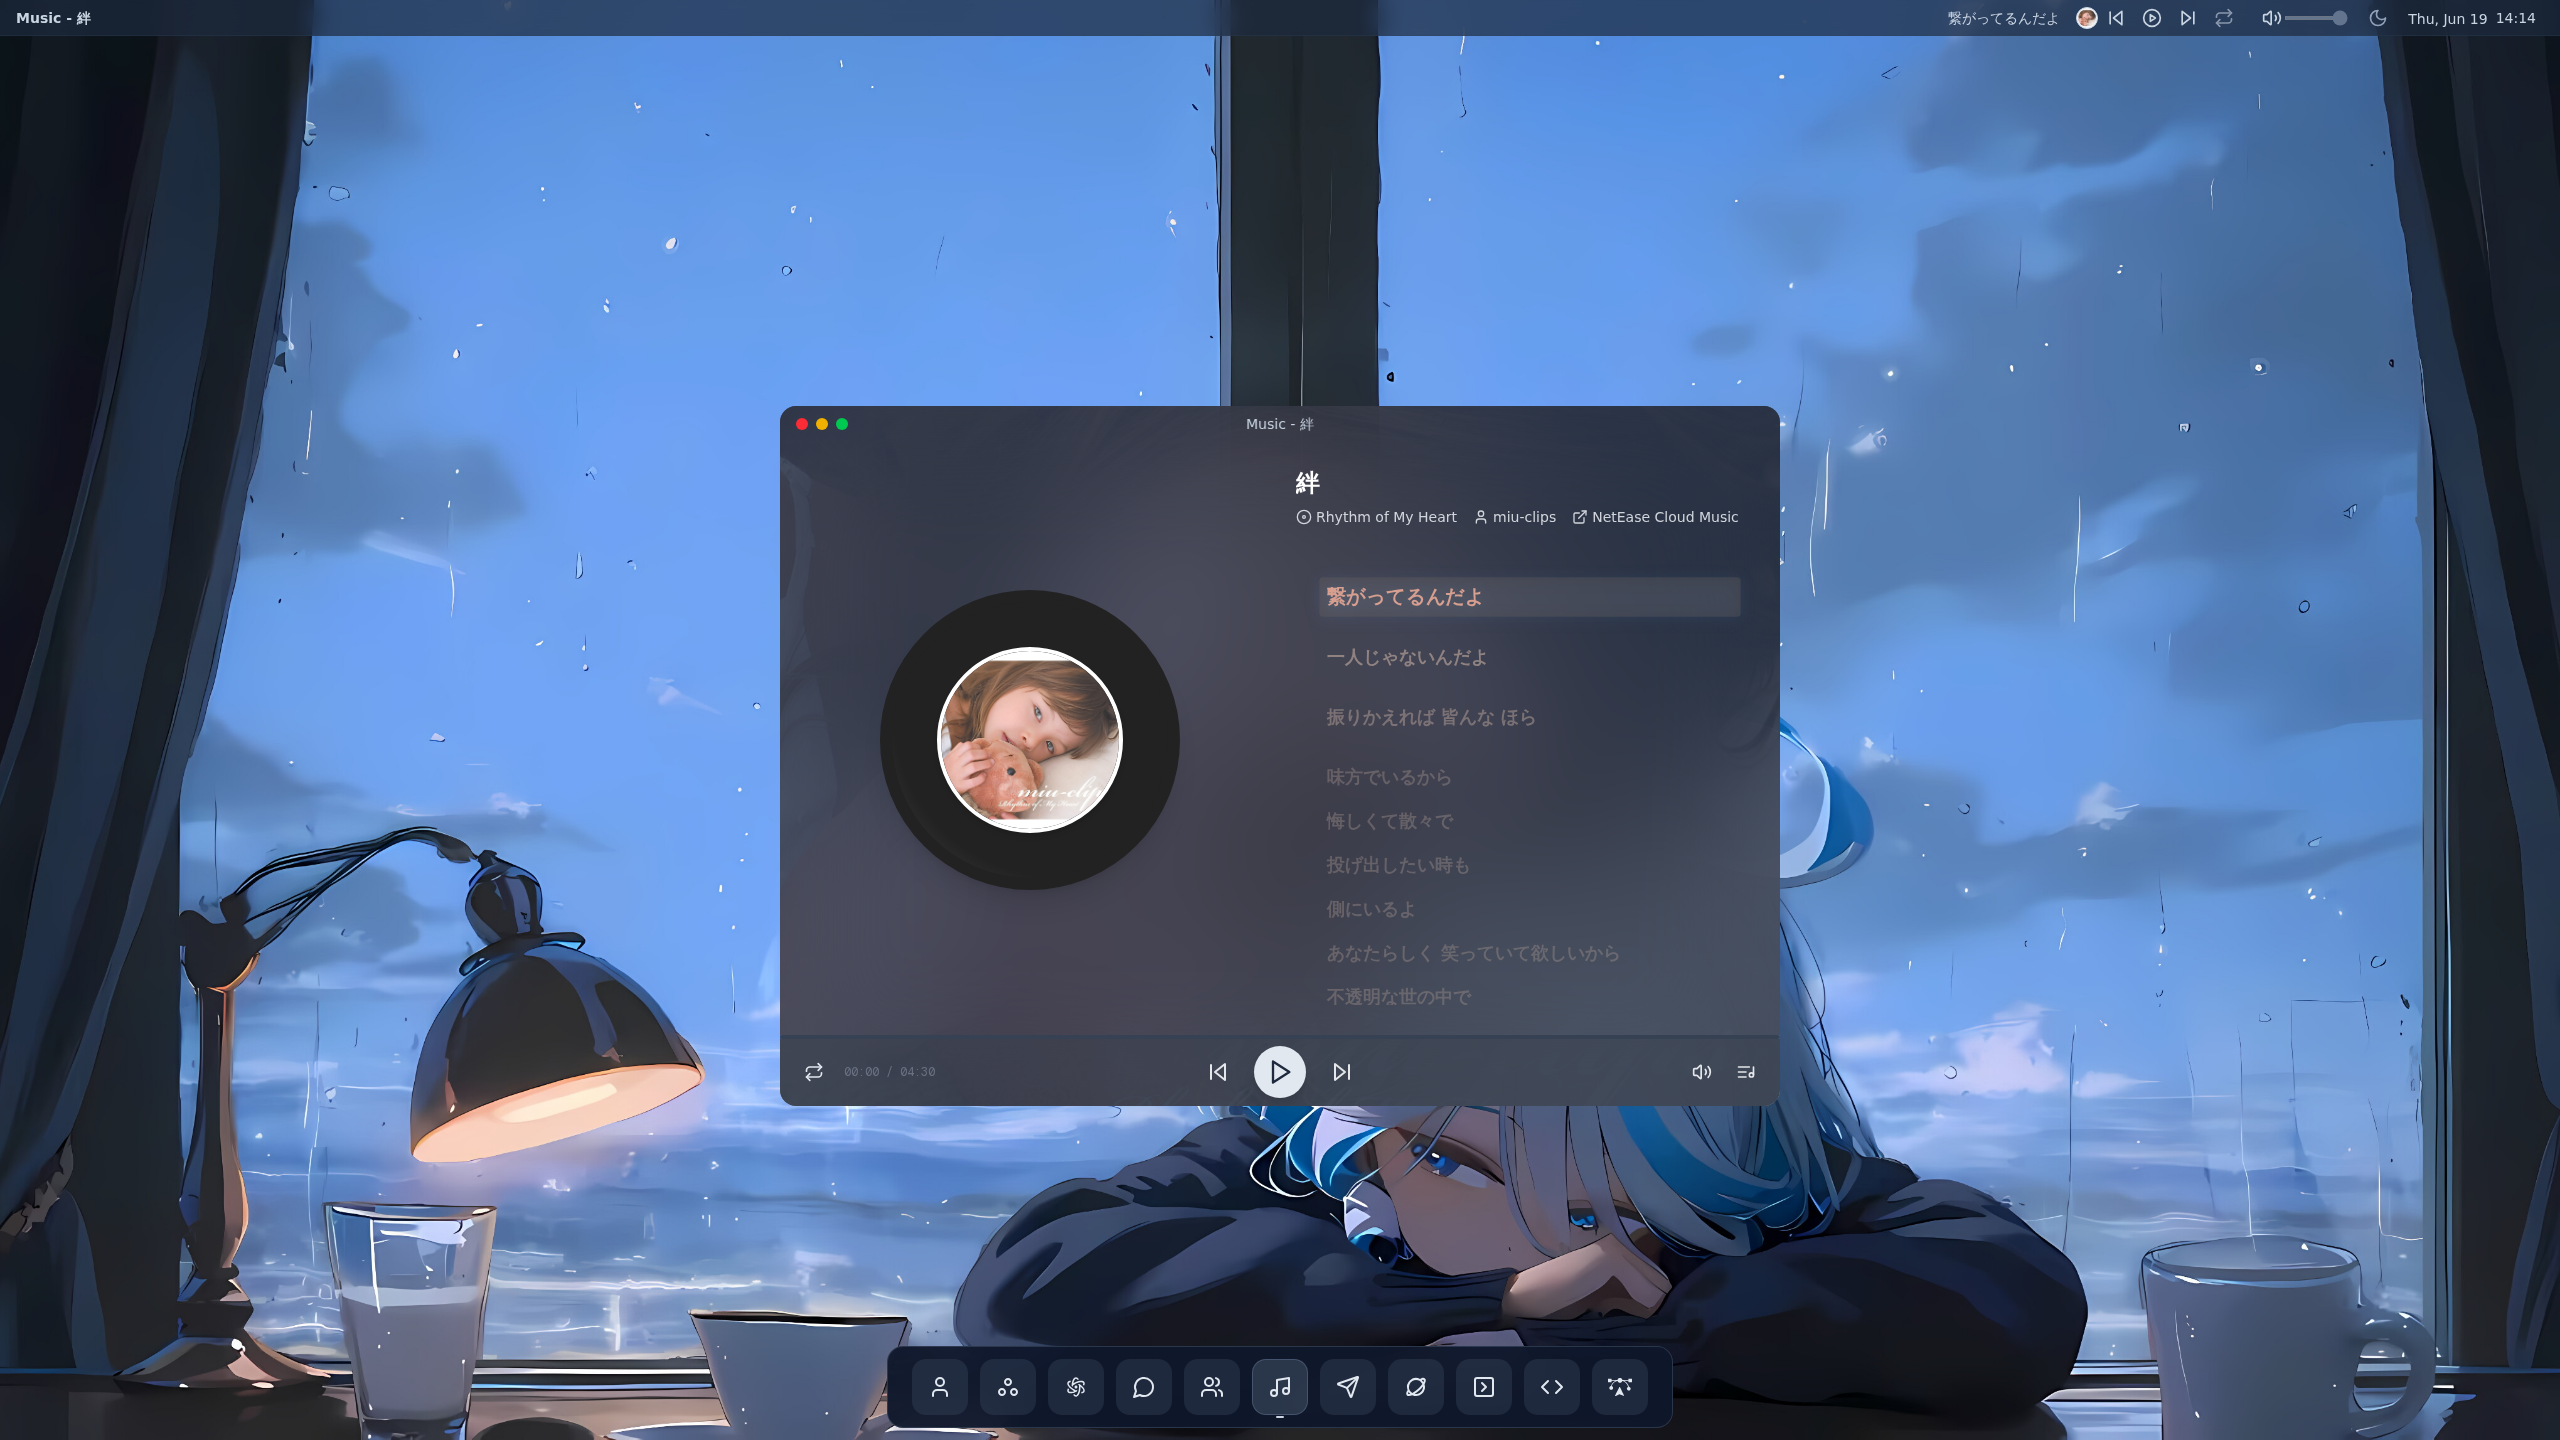 Music - 絆
繋がってるんだよ
Thu, Jun 19 14:14
Music - 絆
絆
Rhythm of My Heart miu-clips NetEase Cloud Music
繋がってるんだよ
一人じゃないんだよ
振りかえれば 皆んな ほら
味方でいるから
悔しくて散々で
投げ出したい時も
側にいるよ
あなたらしく 笑っていて欲しいから
不透明な世の中で
miu-clip
Rhythm of My Heart
00:00 / 04:30